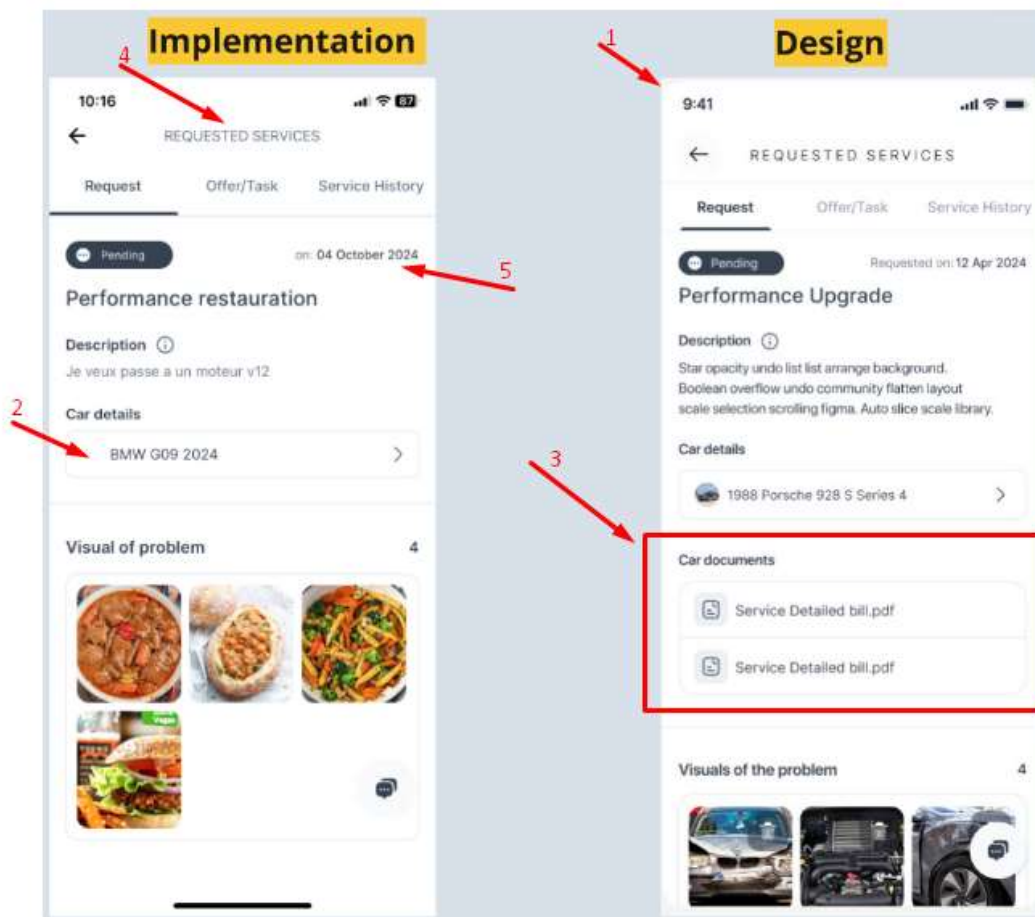 Implementation
4
10:16
87
REQUESTED SERVICES
Request Offer/Task Service History
Pending
on: 04 October 2024
5
Performance restauration
Description
Je veux passe a un moteur v12
2
Car details
BMW G09 2024
Visual of problem 4
Vegan
1
Design
9:41
REQUESTED SERVICES
Request Offer/Task Service History
Pending
Requested on: 12 Apr 2024
Performance Upgrade
Description
Star opacity undo list list arrange background.
Boolean overflow undo community flatten layout
scale selection scrolling figma. Auto slice scale library.
Car details
1988 Porsche 928 S Series 4
3
Car documents
Service Detailed bill.pdf
Service Detailed bill.pdf
Visuals of the problem 4